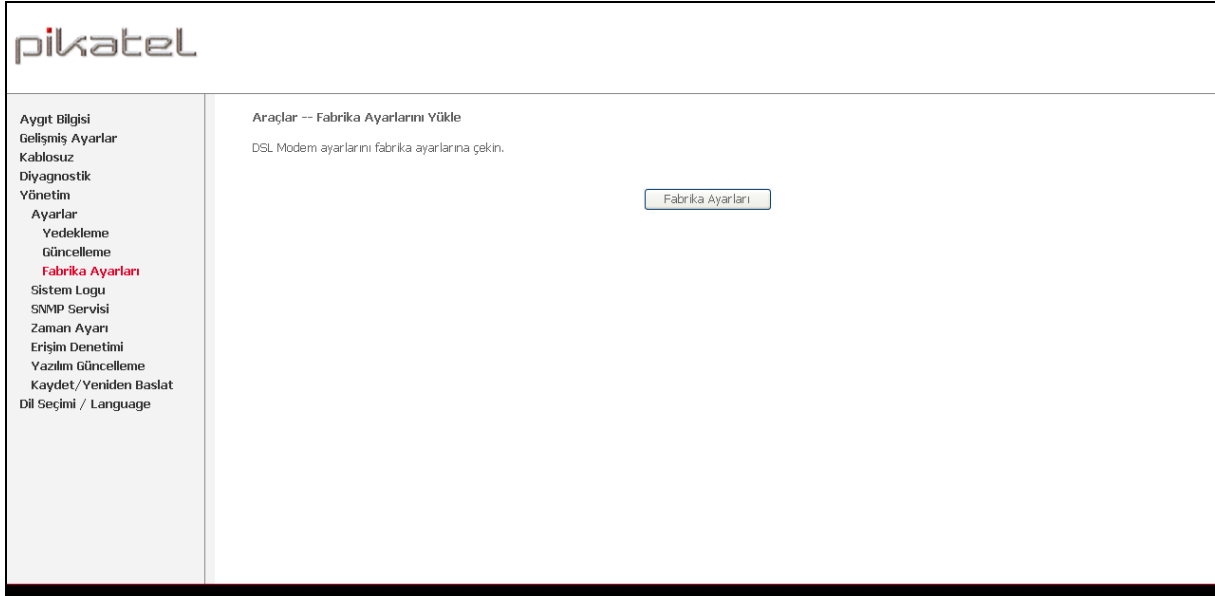 pikatel
Aygıt Bilgisi
Gelişmiş Ayarlar
Kablosuz
Diyagnostik
Yönetim
Ayarlar
Yedekleme
Güncelleme
Fabrika Ayarları
Sistem Logu
SNMP Servisi
Zaman Ayarı
Erişim Denetimi
Yazılım Güncelleme
Kaydet/Yeniden Baslat
Dil Seçimi / Language
Araçlar -- Fabrika Ayarlarını Yükle
DSL Modem ayarlarını fabrika ayarlarına çekin.
Fabrika Ayarları